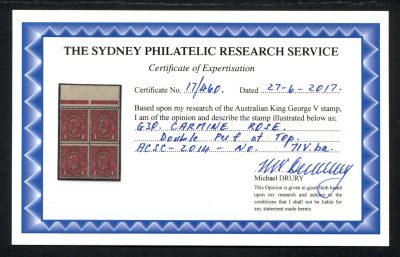 THE SYDNEY PHILATELIC RESEARCH SERVICE
Certificate of Expertisation
Certificate No. 17/460. Dated 27-6-2017.
Based upon my research of the Australian King George V stamp,
I am of the opinion and describe the stamp illustrated below as;
CARMINE ROSE.
Double Perf at Top.
ACSC-2014-No 71V.ba.
Michael DRURY
This Opinion is given in good faith based
upon my research and subject to the
conditions that I shall not be liable for
any statement made herein.